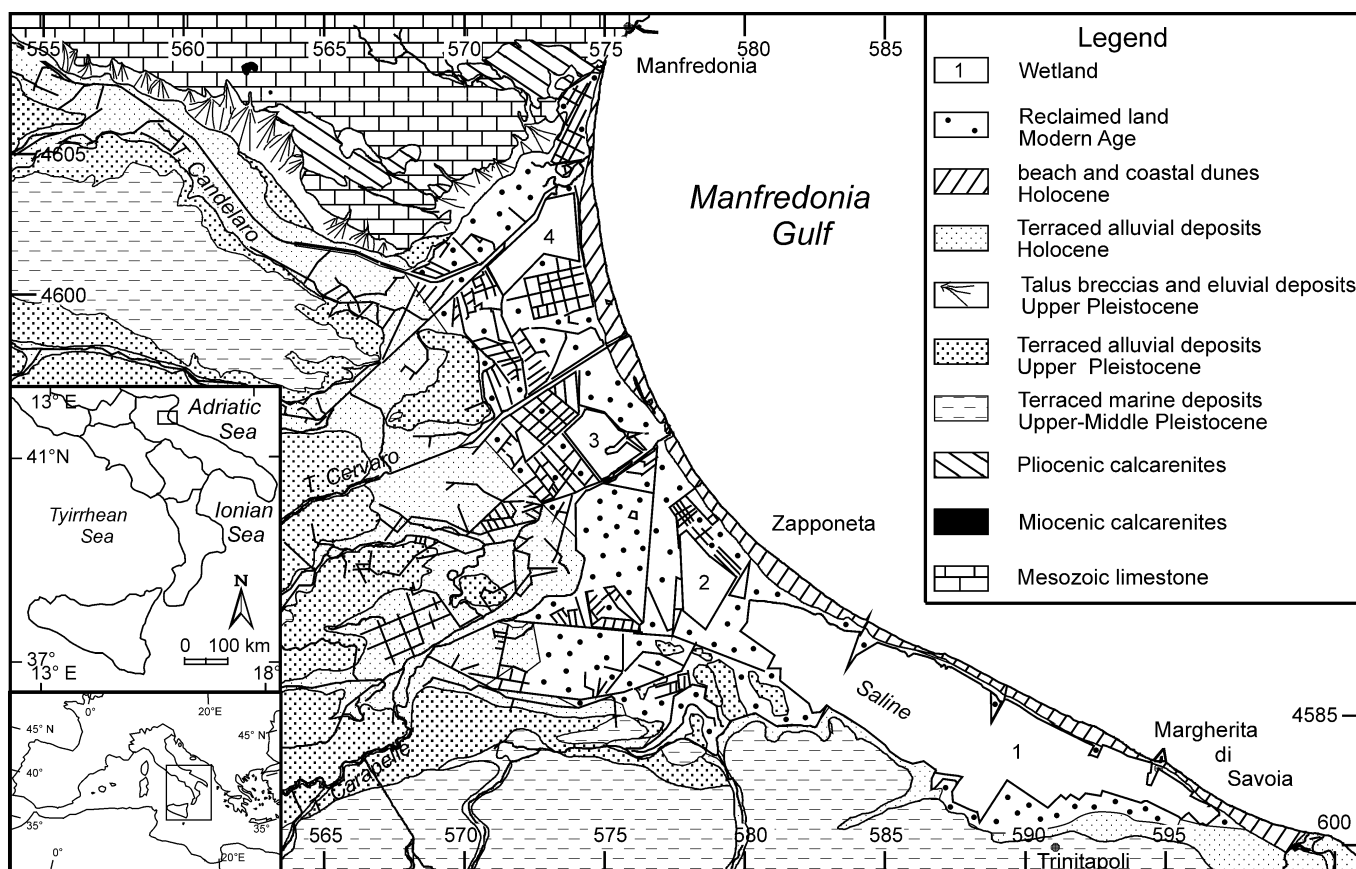 555
560
565
570
575
580
585
Manfredonia
4605
T. Candelaro
Manfredonia
Gulf
4
4600
T. Cervaro
3
Zapponeta
2
Saline
1
4585
Margherita
di
Savoia
T. Carapelle
565
570
575
580
585
590
595
600
Trinitapoli
Legend
1 Wetland
Reclaimed land
Modern Age
beach and coastal dunes
Holocene
Terraced alluvial deposits
Holocene
Talus breccias and eluvial deposits
Upper Pleistocene
Terraced alluvial deposits
Upper Pleistocene
Terraced marine deposits
Upper-Middle Pleistocene
Pliocenic calcarenites
Miocenic calcarenites
Mesozoic limestone
13° E
Adriatic
Sea
41°N
Tyirrhean
Sea
Ionian
Sea
N
0 100 km
37°
13° E
18°
0°
20°E
45° N
45° N
40°
35°
35°
0°
20°E